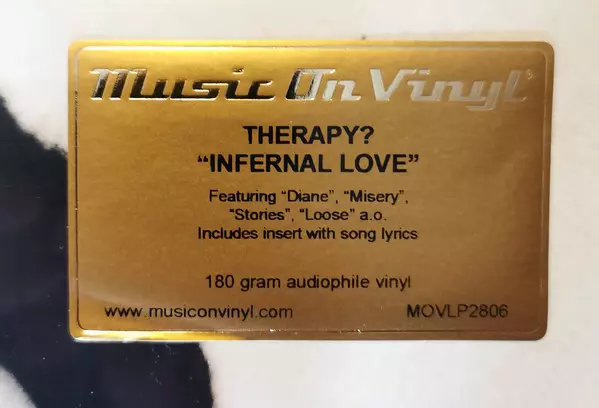 Music On Vinyl®
THERAPY?
“INFERNAL LOVE”
Featuring “Diane”, “Misery”,
“Stories”, “Loose” a.o.
Includes insert with song lyrics
180 gram audiophile vinyl
www.musiconvinyl.com MOVLP2806